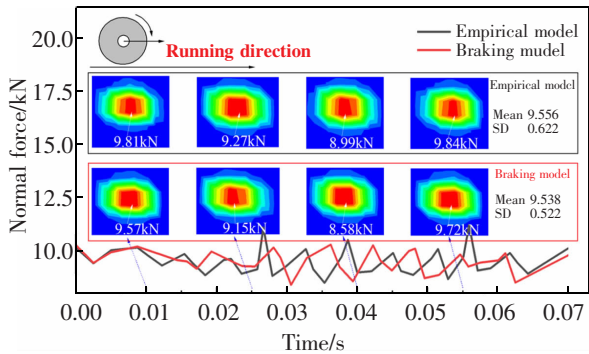 Empirical model
Braking mudel
Running direction
Normal force/kN
20.0
17.5
15.0
12.5
10.0
Empirical modcl
Mean 9.556
SD 0.622
9.81kN
9.27kN
8.99kN
9.84kN
Braking model
Mean 9.538
SD 0.522
9.57kN
9.15kN
8.58kN
9.72kN
0.00
0.01
0.02
0.03
0.04
0.05
0.06
0.07
Time/s